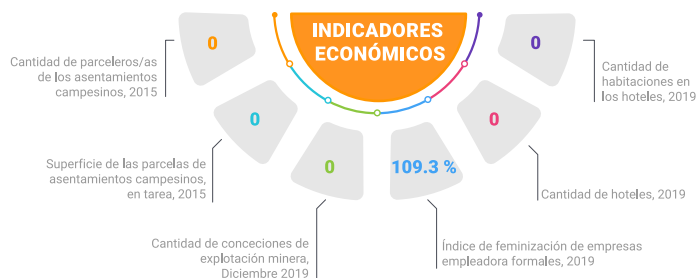 INDICADORES
ECONÓMICOS
0
Cantidad de parceleros/as
de los asentamientos
campesinos, 2015
0
Superficie de las parcelas de
asentamientos campesinos,
en tarea, 2015
0
Cantidad de conceciones de
explotación minera,
Diciembre 2019
109.3 %
Índice de feminización de empresas
empleadora formales, 2019
0
Cantidad de hoteles, 2019
0
Cantidad de
habitaciones en
los hoteles, 2019